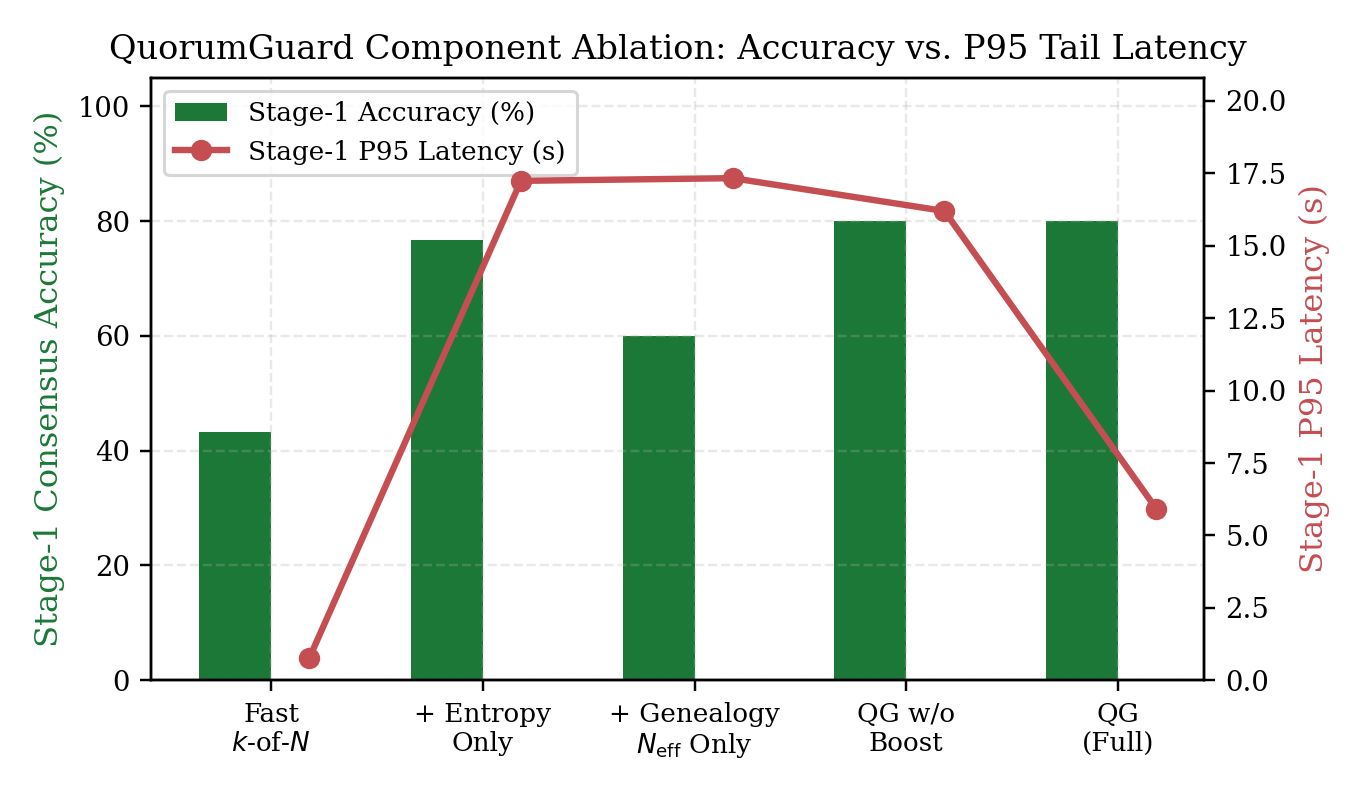 QuorumGuard Component Ablation: Accuracy vs. P95 Tail Latency
Stage-1 Accuracy (%)
Stage-1 P95 Latency (s)
Stage-1 Consensus Accuracy (%)
100
80
60
40
20
0
20.0
17.5
15.0
12.5
10.0
7.5
5.0
2.5
0.0
Stage-1 P95 Latency (s)
Fast
k-of-N
+ Entropy
Only
+ Genealogy
N_eff Only
QG w/o
Boost
QG
(Full)